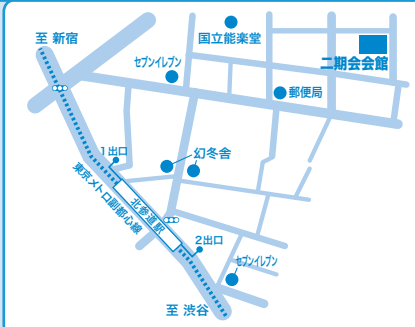 至 新宿
国立能楽堂
セブンイレブン
二期会会館
郵便局
1出口
幻冬舎
東京メトロ副都心線
北参道駅
2出口
セブンイレブン
至 渋谷